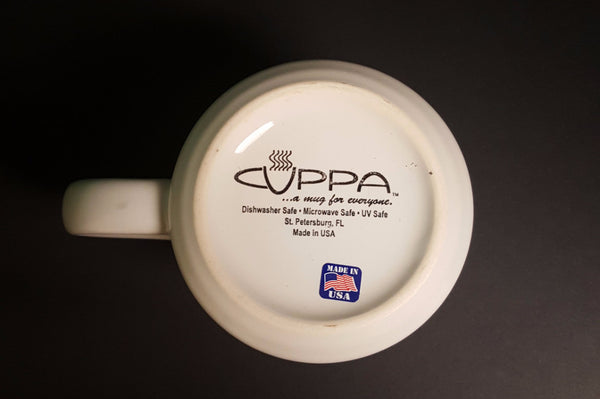 CUPPA™
...a mug for everyone.
Dishwasher Safe • Microwave Safe • UV Safe
St. Petersburg, FL
Made In USA
MADE IN
USA